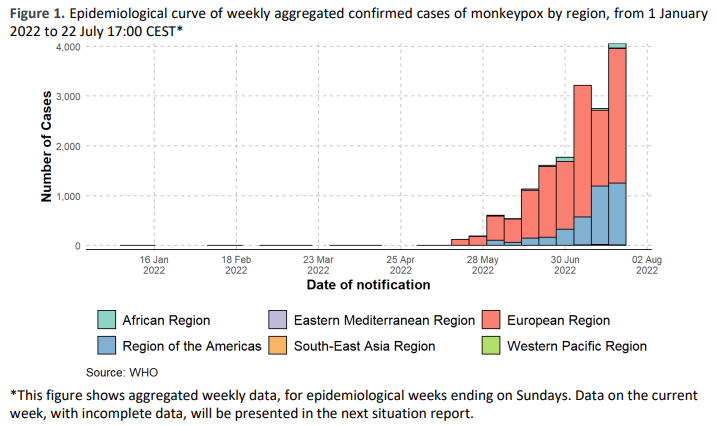 Figure 1. Epidemiological curve of weekly aggregated confirmed cases of monkeypox by region, from 1 January
2022 to 22 July 17:00 CEST*
4,000
3,000
2,000
1,000
0
Number of Cases
16 Jan 2022
18 Feb 2022
23 Mar 2022
25 Apr 2022
28 May 2022
30 Jun 2022
02 Aug 2022
Date of notification
African Region
Eastern Mediterranean Region
European Region
Region of the Americas
South-East Asia Region
Western Pacific Region
Source: WHO
*This figure shows aggregated weekly data, for epidemiological weeks ending on Sundays. Data on the current
week, with incomplete data, will be presented in the next situation report.